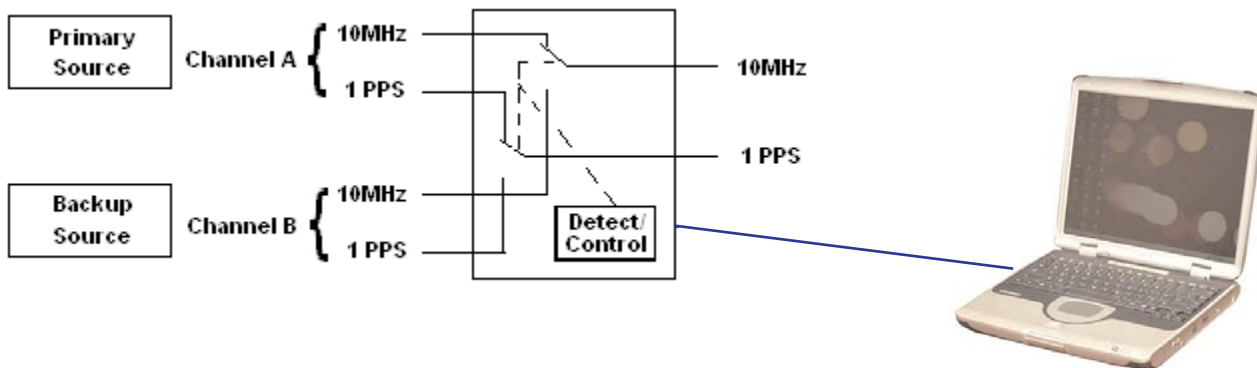 Primary
Source
Channel A
10MHz
1 PPS
10MHz
1 PPS
Backup
Source
Channel B
10MHz
1 PPS
Detect/
Control